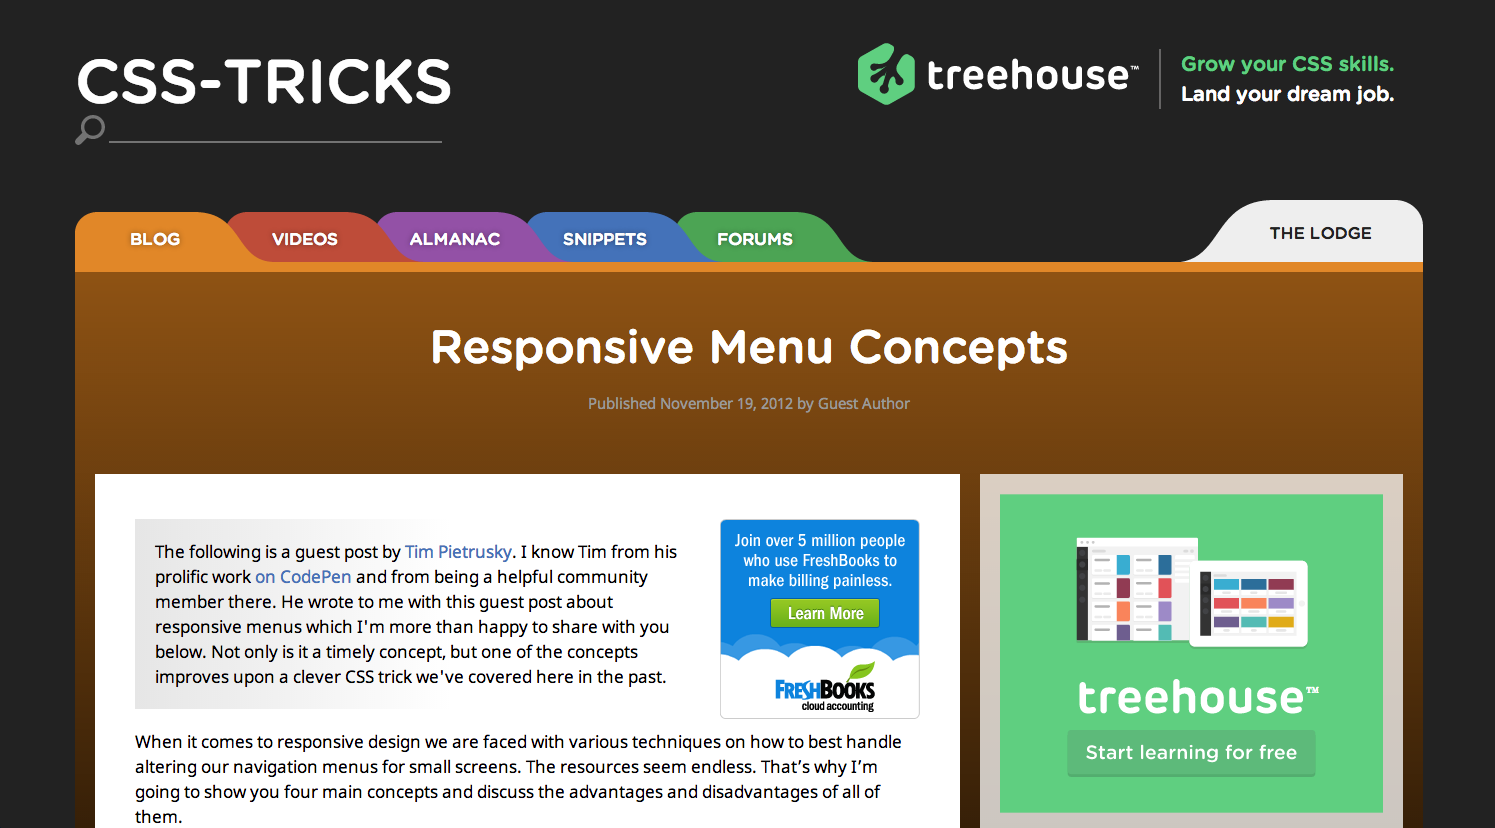 CSS-TRICKS
treehouse™
Grow your CSS skills.
Land your dream job.
BLOG
VIDEOS
ALMANAC
SNIPPETS
FORUMS
THE LODGE
Responsive Menu Concepts
Published November 19, 2012 by Guest Author
The following is a guest post by Tim Pietrusky. I know Tim from his
prolific work on CodePen and from being a helpful community
member there. He wrote to me with this guest post about
responsive menus which I'm more than happy to share with you
below. Not only is it a timely concept, but one of the concepts
improves upon a clever CSS trick we've covered here in the past.
Join over 5 million people
who use FreshBooks to
make billing painless.
Learn More
FRESHBOOKS
cloud accounting
When it comes to responsive design we are faced with various techniques on how to best handle
altering our navigation menus for small screens. The resources seem endless. That’s why I’m
going to show you four main concepts and discuss the advantages and disadvantages of all of
them.
treehouse™
Start learning for free